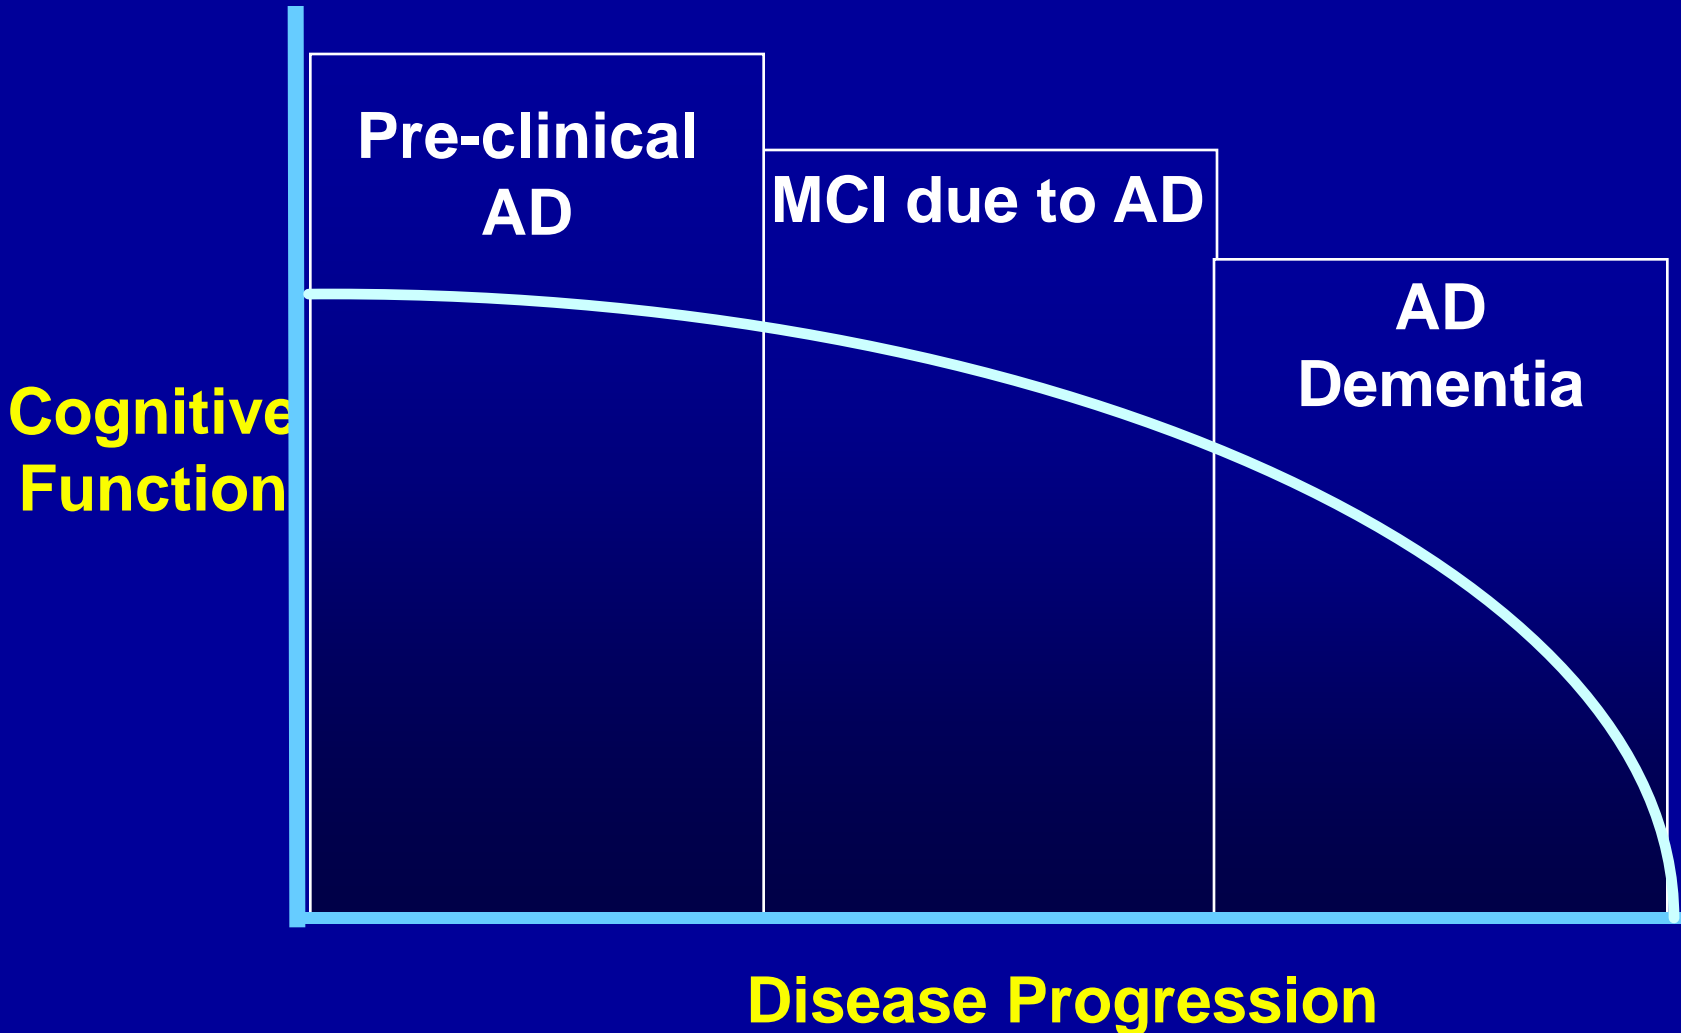 Pre-clinical
AD
MCI due to AD
AD
Dementia
Cognitive
Function
Disease Progression